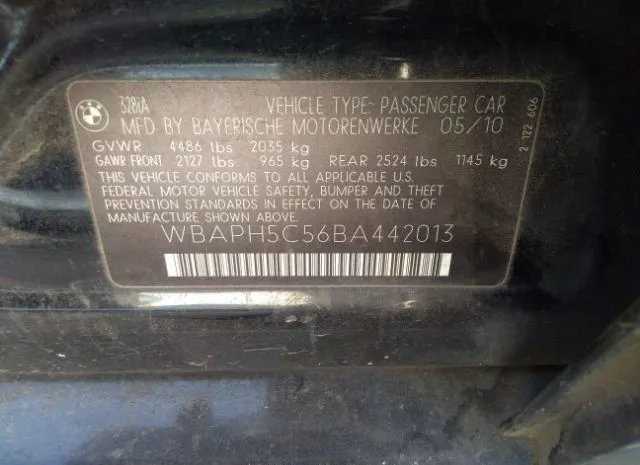 BMW
328iA VEHICLE TYPE: PASSENGER CAR
MFD BY BAYERISCHE MOTORENWERKE 05/10
GVWR 4486 lbs 2035 kg
GAWR FRONT 2127 lbs 965 kg REAR 2524 lbs 1145 kg
THIS VEHICLE CONFORMS TO ALL APPLICABLE U.S.
FEDERAL MOTOR VEHICLE SAFETY, BUMPER AND THEFT
PREVENTION STANDARDS IN EFFECT ON THE DATE OF
MANUFACTURE SHOWN ABOVE.
WBAPH5C56BA442013
2 122 606